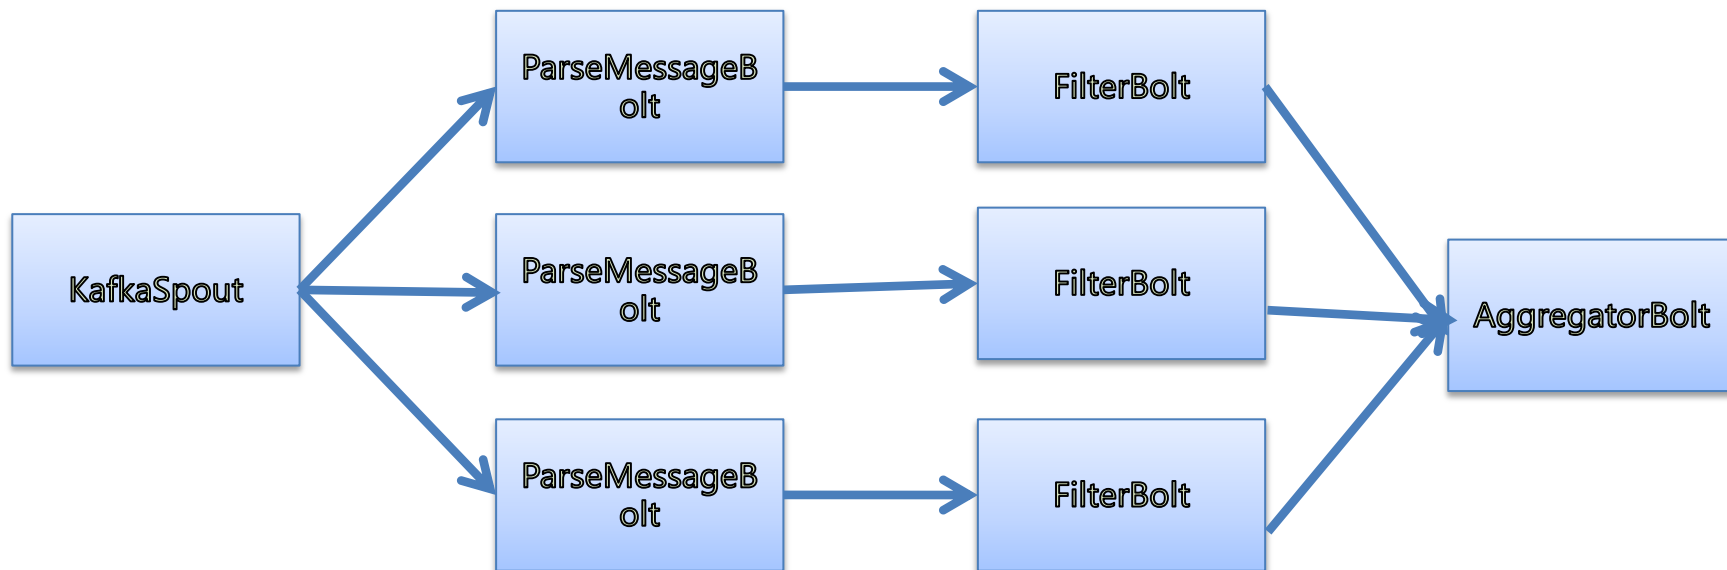 ParseMessageB
olt
FilterBolt
KafkaSpout
ParseMessageB
olt
FilterBolt
AggregatorBolt
ParseMessageB
olt
FilterBolt